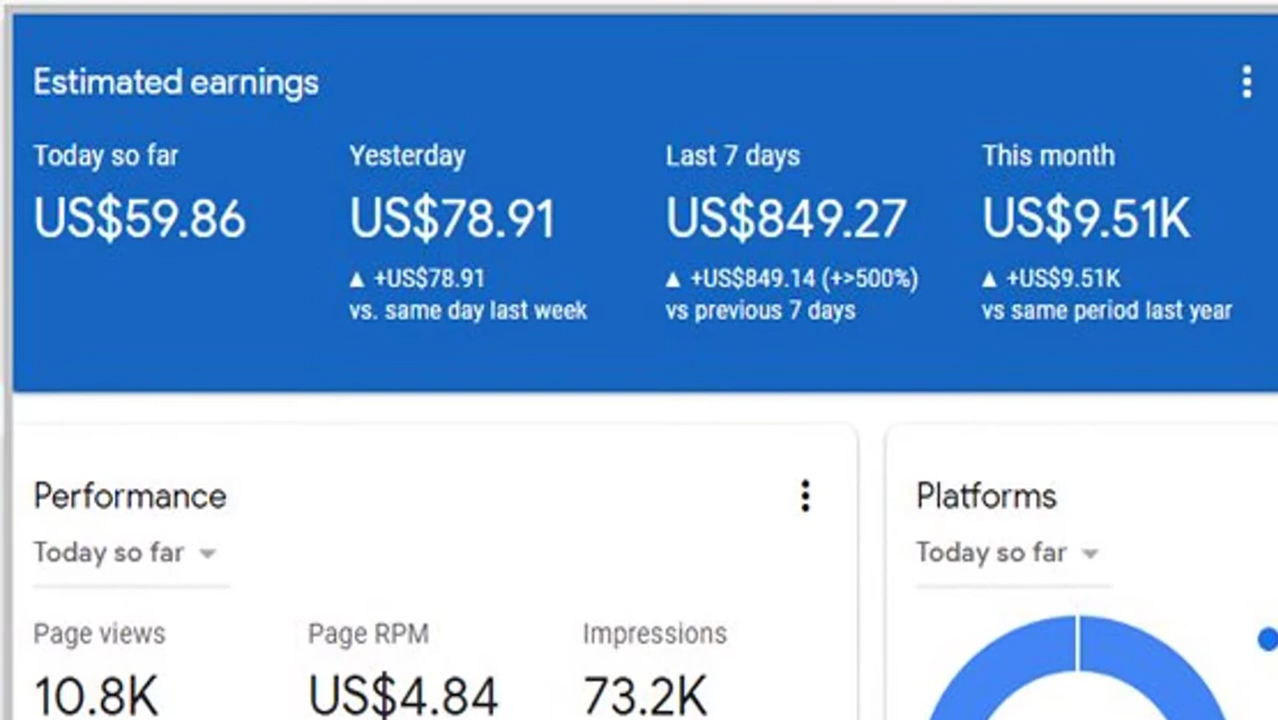 Estimated earnings
Today so far
Yesterday
Last 7 days
This month
US$59.86
US$78.91
US$849.27
US$9.51K
▲ +US$78.91
▲ +US$849.14 (+>500%)
▲ +US$9.51K
vs. same day last week
vs previous 7 days
vs same period last year
Performance
Platforms
Today so far
Today so far
Page views
Page RPM
Impressions
10.8K
US$4.84
73.2K